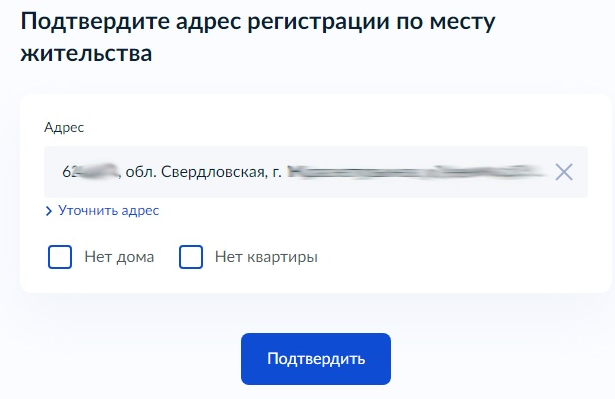 Подтвердите адрес регистрации по месту
жительства
Адрес
, обл. Свердловская, г.
Уточнить адрес
Нет дома Нет квартиры
Подтвердить